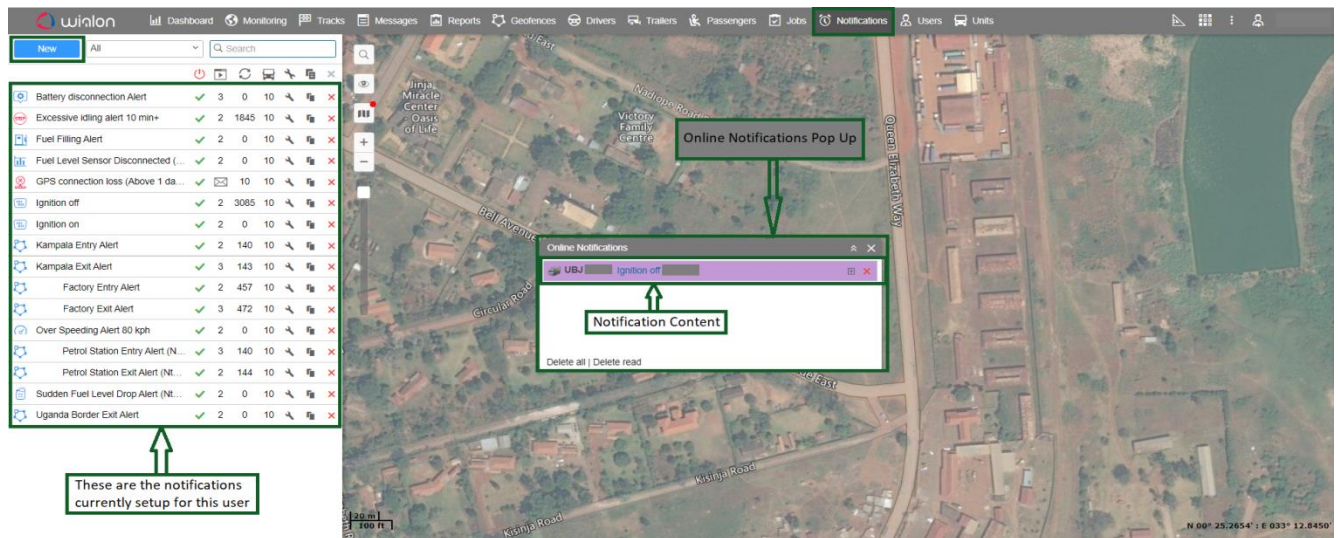 wialon Dashboard Monitoring Tracks Messages Reports Geofences Drivers Trailers Passengers Jobs Notifications Users Units
New All Search
Battery disconnection Alert 3 0 10
Excessive idling alert 10 min+ 2 1845 10
Fuel Filling Alert 2 0 10
Fuel Level Sensor Disconnected (... 2 0 10
GPS connection loss (Above 1 da... 10 10
Ignition off 2 3085 10
Ignition on 2 0 10
Kampala Entry Alert 2 140 10
Kampala Exit Alert 3 143 10
Factory Entry Alert 2 457 10
Factory Exit Alert 3 472 10
Over Speeding Alert 80 kph 2 0 10
Petrol Station Entry Alert (N... 3 140 10
Petrol Station Exit Alert (Nt... 2 144 10
Sudden Fuel Level Drop Alert (Nt... 2 0 10
Uganda Border Exit Alert 2 0 10
These are the notifications
currently setup for this user
East
Jinja
Miracle
Center
- Oasis
of Life
Nadiope Road
Victory
Family
Centre
Online Notifications Pop Up
Queen Elizabeth Way
Bell Avenue
Online Notifications
UBJ Ignition off
Notification Content
Delete all | Delete read
Circular Road
East
Kisinja Road
Kisinja Road
20 m
100 ft
N 00° 25.2654' : E 033° 12.8450'